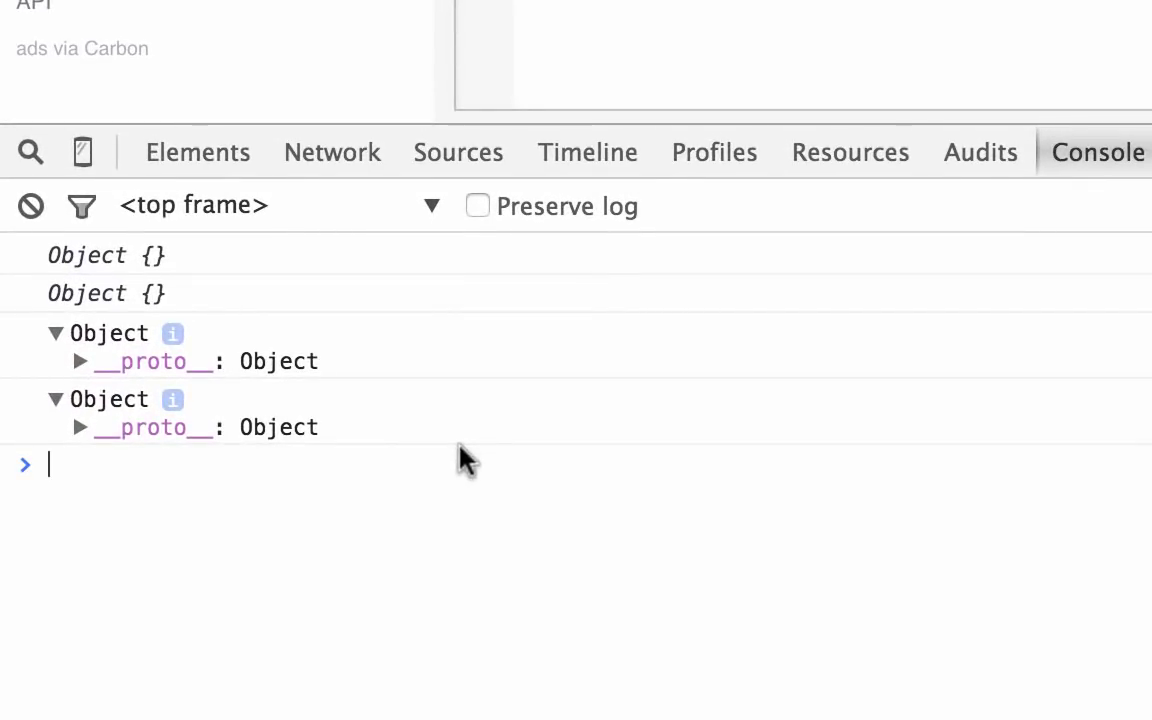 API
ads via Carbon
Elements Network Sources Timeline Profiles Resources Audits Console
<top frame> ▼ Preserve log
Object {}
Object {}
▼Object i
▶__proto__: Object
▼Object i
▶__proto__: Object
>